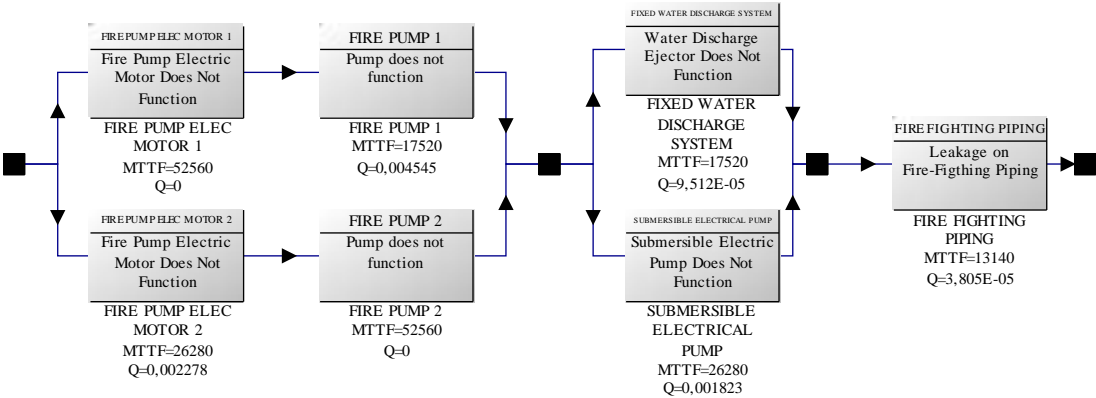 FIRE PUMP ELEC MOTOR 1
Fire Pump Electric
Motor Does Not
Function
FIRE PUMP ELEC
MOTOR 1
MTTF=52560
Q=0
FIRE PUMP 1
Pump does not
function
FIRE PUMP 1
MTTF=17520
Q=0,004545
FIRE PUMP ELEC MOTOR 2
Fire Pump Electric
Motor Does Not
Function
FIRE PUMP ELEC
MOTOR 2
MTTF=26280
Q=0,002278
FIRE PUMP 2
Pump does not
function
FIRE PUMP 2
MTTF=52560
Q=0
FIXED WATER DISCHARGE SYSTEM
Water Discharge
Ejector Does Not
Function
FIXED WATER
DISCHARGE
SYSTEM
MTTF=17520
Q=9,512E-05
SUBMERSIBLE ELECTRICAL PUMP
Submersible Electric
Pump Does Not
Function
SUBMERSIBLE
ELECTRICAL
PUMP
MTTF=26280
Q=0,001823
FIRE FIGHTING PIPING
Leakage on
Fire-Figthing Piping
FIRE FIGHTING
PIPING
MTTF=13140
Q=3,805E-05